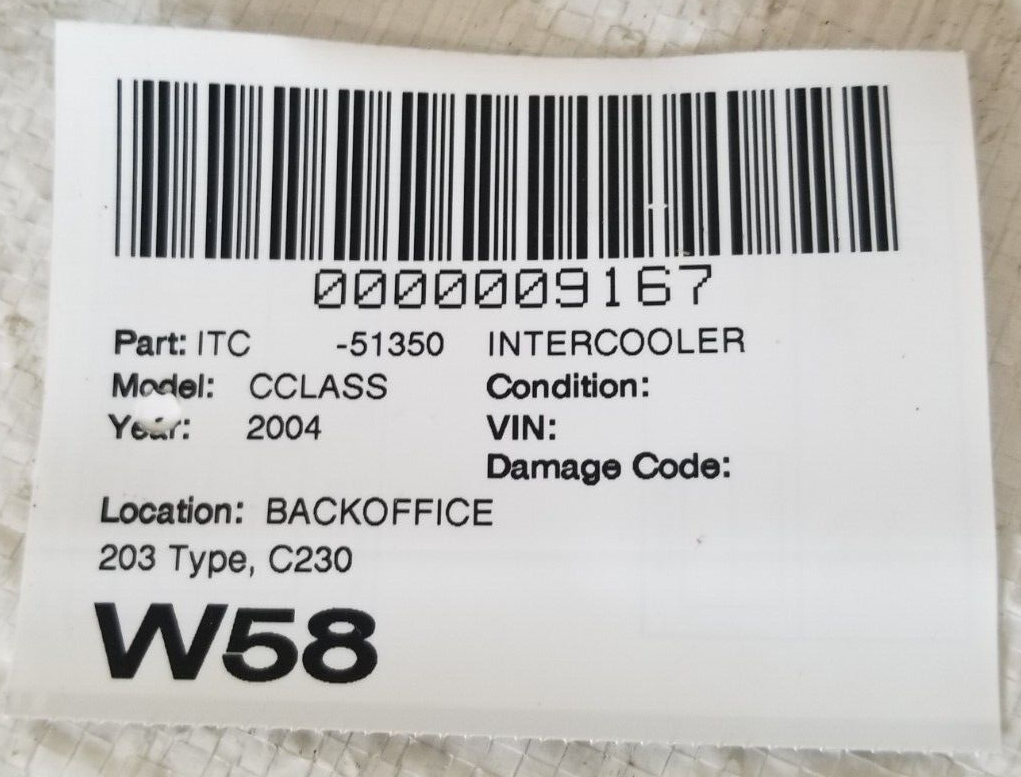 0000009167
Part: ITC -51350 INTERCOOLER
Model: CCLASS Condition:
Year: 2004 VIN:
Damage Code:
Location: BACKOFFICE
203 Type, C230
W58